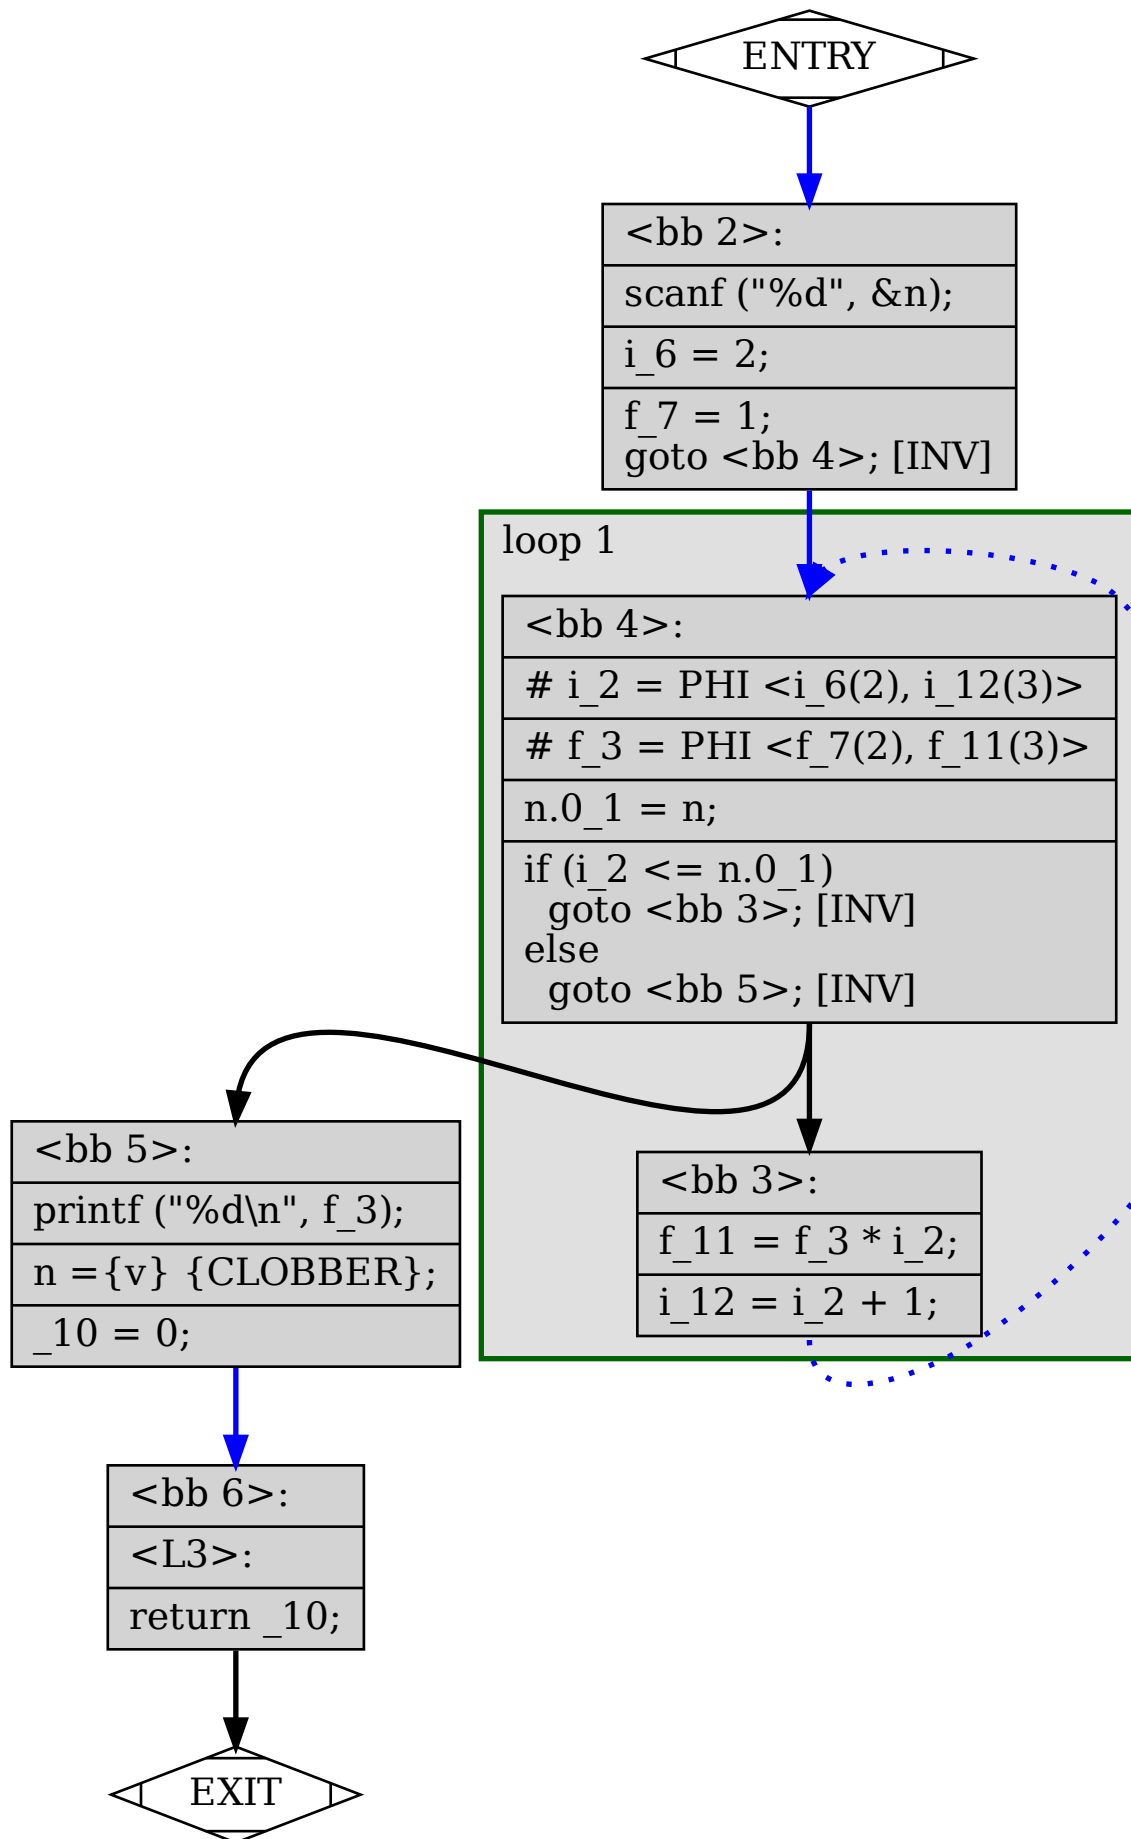 ENTRY
<bb 2>:
scanf ("%d", &n);
i_6 = 2;
f_7 = 1;
goto <bb 4>; [INV]
loop 1
<bb 4>:
# i_2 = PHI <i_6(2), i_12(3)>
# f_3 = PHI <f_7(2), f_11(3)>
n.0_1 = n;
if (i_2 <= n.0_1)
  goto <bb 3>; [INV]
else
  goto <bb 5>; [INV]
<bb 3>:
f_11 = f_3 * i_2;
i_12 = i_2 + 1;
<bb 5>:
printf ("%d\n", f_3);
n ={v} {CLOBBER};
_10 = 0;
<bb 6>:
<L3>:
return _10;
EXIT